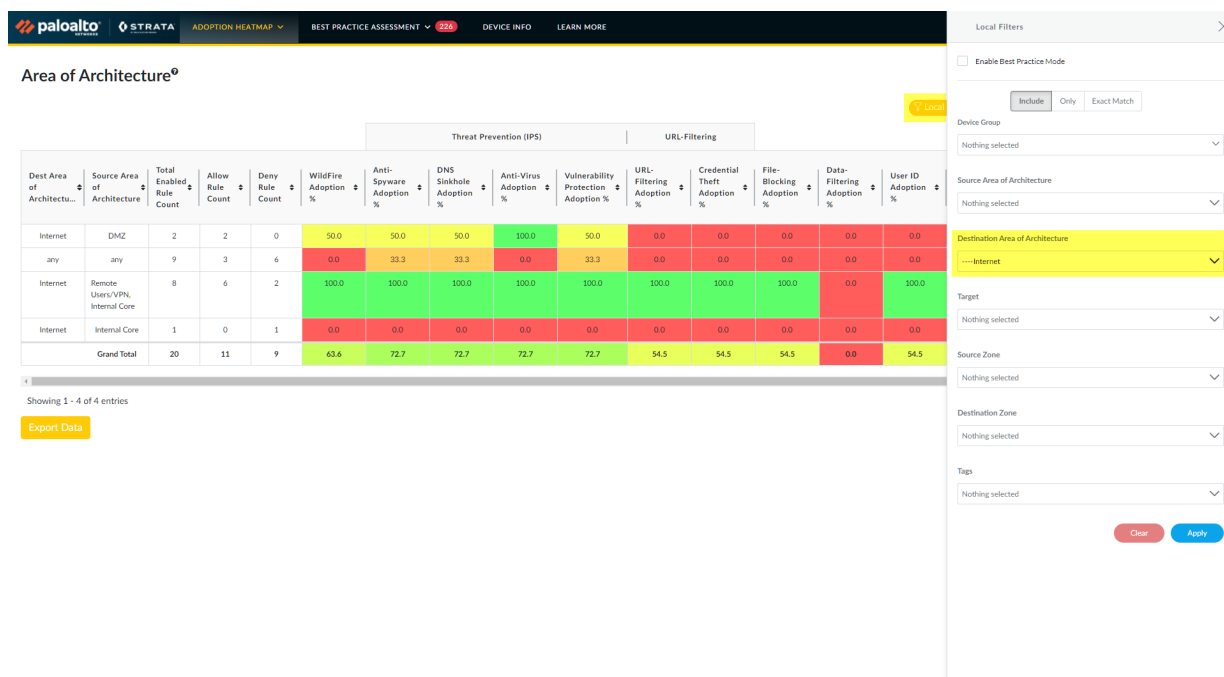 paloalto NETWORKS STRATA ADOPTION HEATMAP BEST PRACTICE ASSESSMENT 226 DEVICE INFO LEARN MORE
Area of Architecture
Local
Threat Prevention (IPS) URL-Filtering
Dest Area of Architectu... Source Area of Architecture Total Enabled Rule Count Allow Rule Count Deny Rule Count WildFire Adoption % Anti-Spyware Adoption % DNS Sinkhole Adoption % Anti-Virus Adoption % Vulnerability Protection Adoption % URL-Filtering Adoption % Credential Theft Adoption % File-Blocking Adoption % Data-Filtering Adoption % User ID Adoption %
Internet DMZ 2 2 0 50.0 50.0 50.0 100.0 50.0 0.0 0.0 0.0 0.0 0.0
any any 9 3 6 0.0 33.3 33.3 0.0 33.3 0.0 0.0 0.0 0.0 0.0
Internet Remote Users/VPN, Internal Core 8 6 2 100.0 100.0 100.0 100.0 100.0 100.0 100.0 100.0 0.0 100.0
Internet Internal Core 1 0 1 0.0 0.0 0.0 0.0 0.0 0.0 0.0 0.0 0.0 0.0
Grand Total 20 11 9 63.6 72.7 72.7 72.7 72.7 54.5 54.5 54.5 0.0 54.5
Showing 1 - 4 of 4 entries
Export Data
Local Filters
Enable Best Practice Mode
Include Only Exact Match
Device Group
Nothing selected
Source Area of Architecture
Nothing selected
Destination Area of Architecture
----Internet
Target
Nothing selected
Source Zone
Nothing selected
Destination Zone
Nothing selected
Tags
Nothing selected
Clear Apply